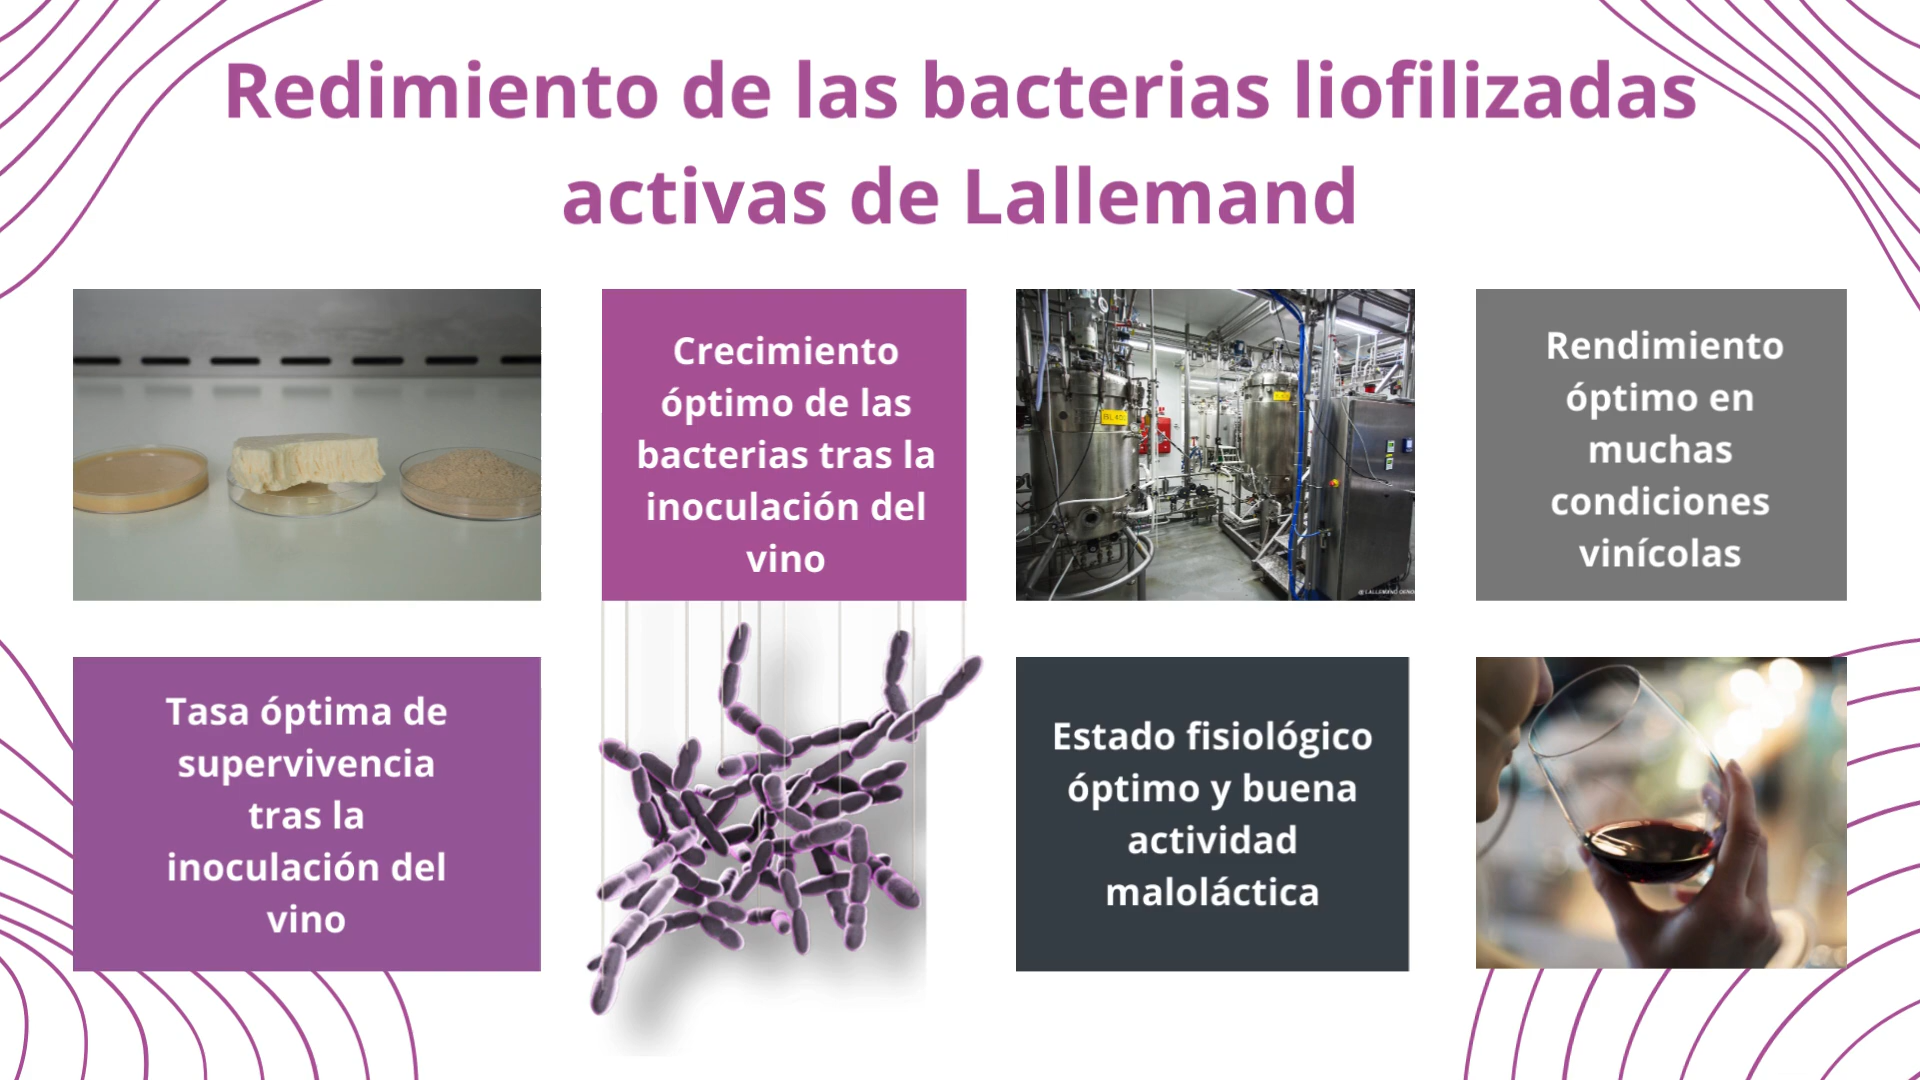 Redimiento de las bacterias liofilizadas
activas de Lallemand
Crecimiento
óptimo de las
bacterias tras la
inoculación del
vino
Rendimiento
óptimo en
muchas
condiciones
vinícolas
Tasa óptima de
supervivencia
tras la
inoculación del
vino
Estado fisiológico
óptimo y buena
actividad
maloláctica